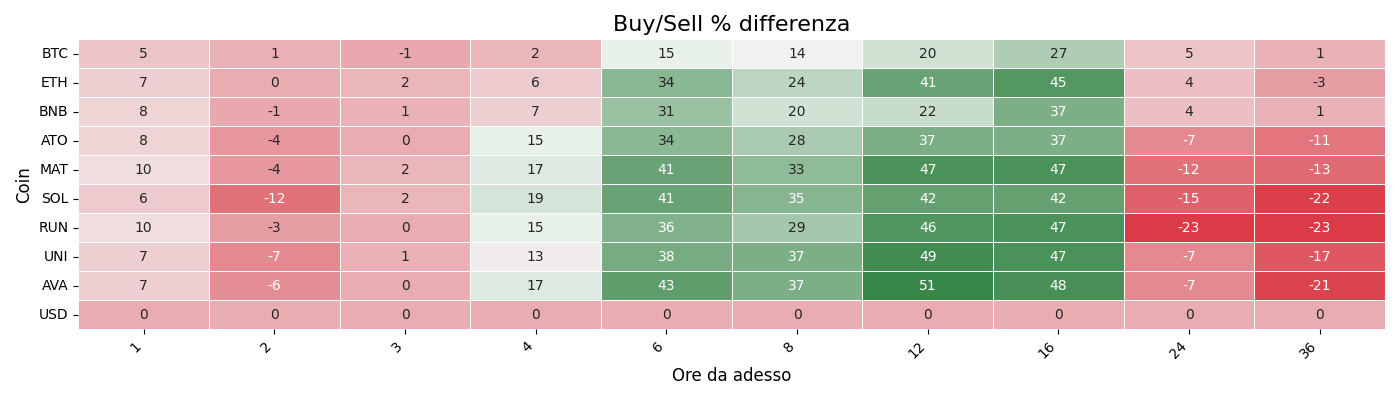 Buy/Sell % differenza
Coin
BTC 5 1 -1 2 15 14 20 27 5 1
ETH 7 0 2 6 34 24 41 45 4 -3
BNB 8 -1 1 7 31 20 22 37 4 1
ATO 8 -4 0 15 34 28 37 37 -7 -11
MAT 10 -4 2 17 41 33 47 47 -12 -13
SOL 6 -12 2 19 41 35 42 42 -15 -22
RUN 10 -3 0 15 36 29 46 47 -23 -23
UNI 7 -7 1 13 38 37 49 47 -7 -17
AVA 7 -6 0 17 43 37 51 48 -7 -21
USD 0 0 0 0 0 0 0 0 0 0
1 2 3 4 6 8 12 16 24 36
Ore da adesso